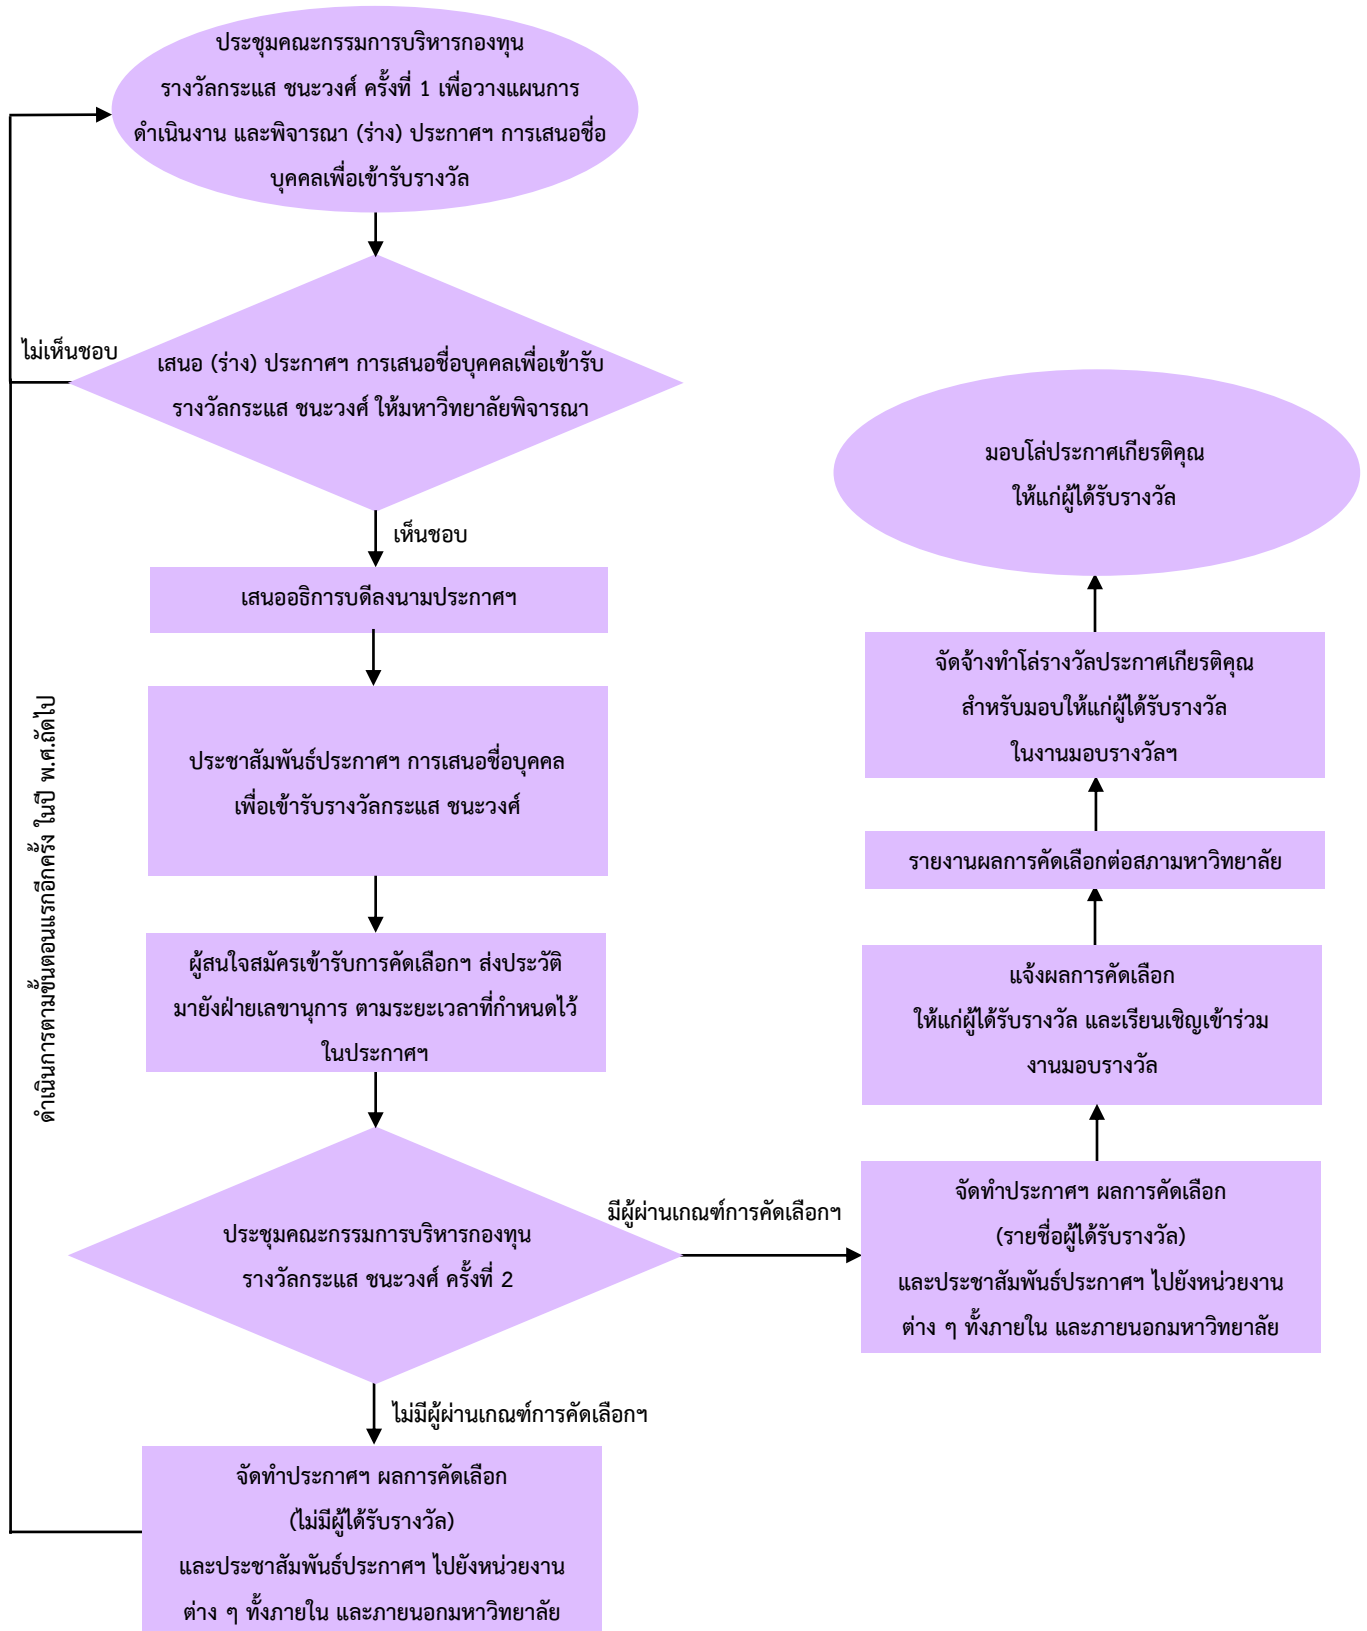 ประชุมคณะกรรมการบริหารกองทุน
รางวัลกระแส ชนะวงศ์ ครั้งที่ 1 เพื่อวางแผนการ
ดำเนินงาน และพิจารณา (ร่าง) ประกาศฯ การเสนอชื่อ
บุคคลเพื่อเข้ารับรางวัล
ไม่เห็นชอบ
เสนอ (ร่าง) ประกาศฯ การเสนอชื่อบุคคลเพื่อเข้ารับ
รางวัลกระแส ชนะวงศ์ ให้มหาวิทยาลัยพิจารณา
เห็นชอบ
เสนออธิการบดีลงนามประกาศฯ
ประชาสัมพันธ์ประกาศฯ การเสนอชื่อบุคคล
เพื่อเข้ารับรางวัลกระแส ชนะวงศ์
ดำเนินการตามขั้นตอนแรกอีกครั้ง ในปี พ.ศ.ถัดไป
ผู้สนใจสมัครเข้ารับการคัดเลือกฯ ส่งประวัติ
มายังฝ่ายเลขานุการ ตามระยะเวลาที่กำหนดไว้
ในประกาศฯ
ประชุมคณะกรรมการบริหารกองทุน
รางวัลกระแส ชนะวงศ์ ครั้งที่ 2
ไม่มีผู้ผ่านเกณฑ์การคัดเลือกฯ
จัดทำประกาศฯ ผลการคัดเลือก
(ไม่มีผู้ได้รับรางวัล)
และประชาสัมพันธ์ประกาศฯ ไปยังหน่วยงาน
ต่าง ๆ ทั้งภายใน และภายนอกมหาวิทยาลัย
มีผู้ผ่านเกณฑ์การคัดเลือกฯ
จัดทำประกาศฯ ผลการคัดเลือก
(รายชื่อผู้ได้รับรางวัล)
และประชาสัมพันธ์ประกาศฯ ไปยังหน่วยงาน
ต่าง ๆ ทั้งภายใน และภายนอกมหาวิทยาลัย
แจ้งผลการคัดเลือก
ให้แก่ผู้ได้รับรางวัล และเรียนเชิญเข้าร่วม
งานมอบรางวัล
รายงานผลการคัดเลือกต่อสภามหาวิทยาลัย
จัดจ้างทำโล่รางวัลประกาศเกียรติคุณ
สำหรับมอบให้แก่ผู้ได้รับรางวัล
ในงานมอบรางวัลฯ
มอบโล่ประกาศเกียรติคุณ
ให้แก่ผู้ได้รับรางวัล